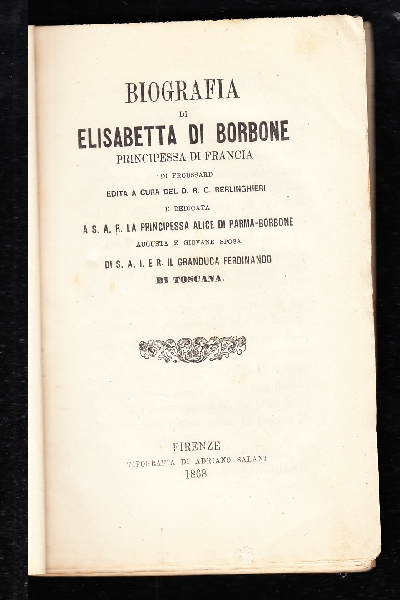 BIOGRAFIA
DI
ELISABETTA DI BORBONE
PRINCIPESSA DI FRANCIA
DI FROUSSARD
EDITA A CURA DEL D. R. C. BERLINGHIERI
E DEDICATA
A S. A. R. LA PRINCIPESSA ALICE DI PARMA-BORBONE
AUGUSTA E GIOVANE SPOSA
DI S. A. I. E R. IL GRANDUCA FERDINANDO
DI TOSCANA.
FIRENZE
TIPOGRAFIA DI ADRIANO SALANI
1868